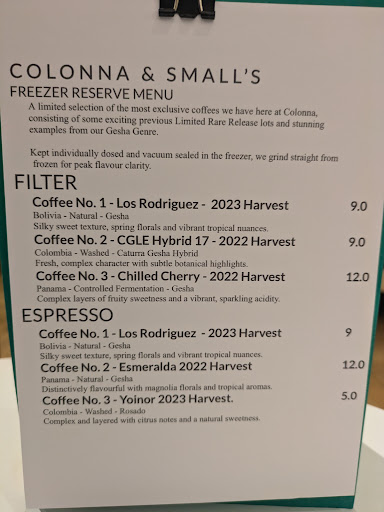 COLONNA & SMALL'S
FREEZER RESERVE MENU
A limited selection of the most exclusive coffees we have here at Colonna,
consisting of some exciting previous Limited Rare Release lots and stunning
examples from our Gesha Genre.
Kept individually dosed and vacuum sealed in the freezer, we grind straight from
frozen for peak flavour clarity.
FILTER
Coffee No. 1 - Los Rodriguez - 2023 Harvest 9.0
Bolivia - Natural - Gesha
Silky sweet texture, spring florals and vibrant tropical nuances.
Coffee No. 2 - CGLE Hybrid 17 - 2022 Harvest 9.0
Colombia - Washed - Caturra Gesha Hybrid
Fresh, complex character with subtle botanical highlights.
Coffee No. 3 - Chilled Cherry - 2022 Harvest 12.0
Panama - Controlled Fermentation - Gesha
Complex layers of fruity sweetness and a vibrant, sparkling acidity.
ESPRESSO
Coffee No. 1 - Los Rodriguez - 2023 Harvest 9
Bolivia - Natural - Gesha
Silky sweet texture, spring florals and vibrant tropical nuances.
Coffee No. 2 - Esmeralda 2022 Harvest 12.0
Panama - Natural - Gesha
Distinctively flavourful with magnolia florals and tropical aromas.
Coffee No. 3 - Yoinor 2023 Harvest. 5.0
Colombia - Washed - Rosado
Complex and layered with citrus notes and a natural sweetness.